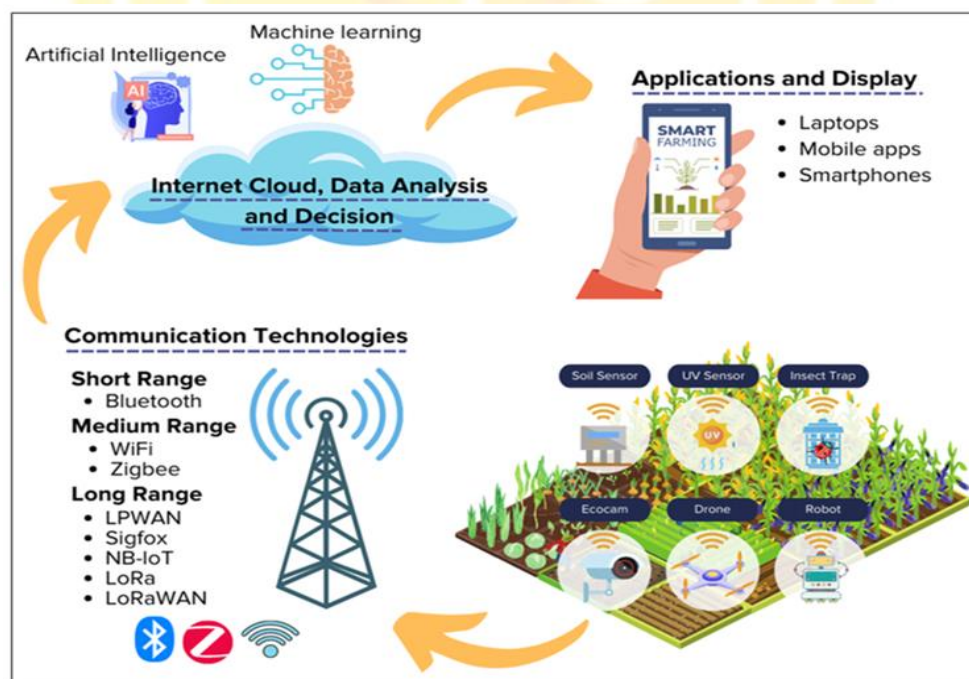 Artificial Intelligence
Machine learning
AI
Internet Cloud, Data Analysis
and Decision
Applications and Display
SMART
FARMING
• Laptops
• Mobile apps
• Smartphones
Communication Technologies
Short Range
• Bluetooth
Medium Range
• WiFi
• Zigbee
Long Range
• LPWAN
• Sigfox
• NB-IoT
• LoRa
• LoRaWAN
Soil Sensor
UV Sensor
Insect Trap
UV
Ecocam
Drone
Robot